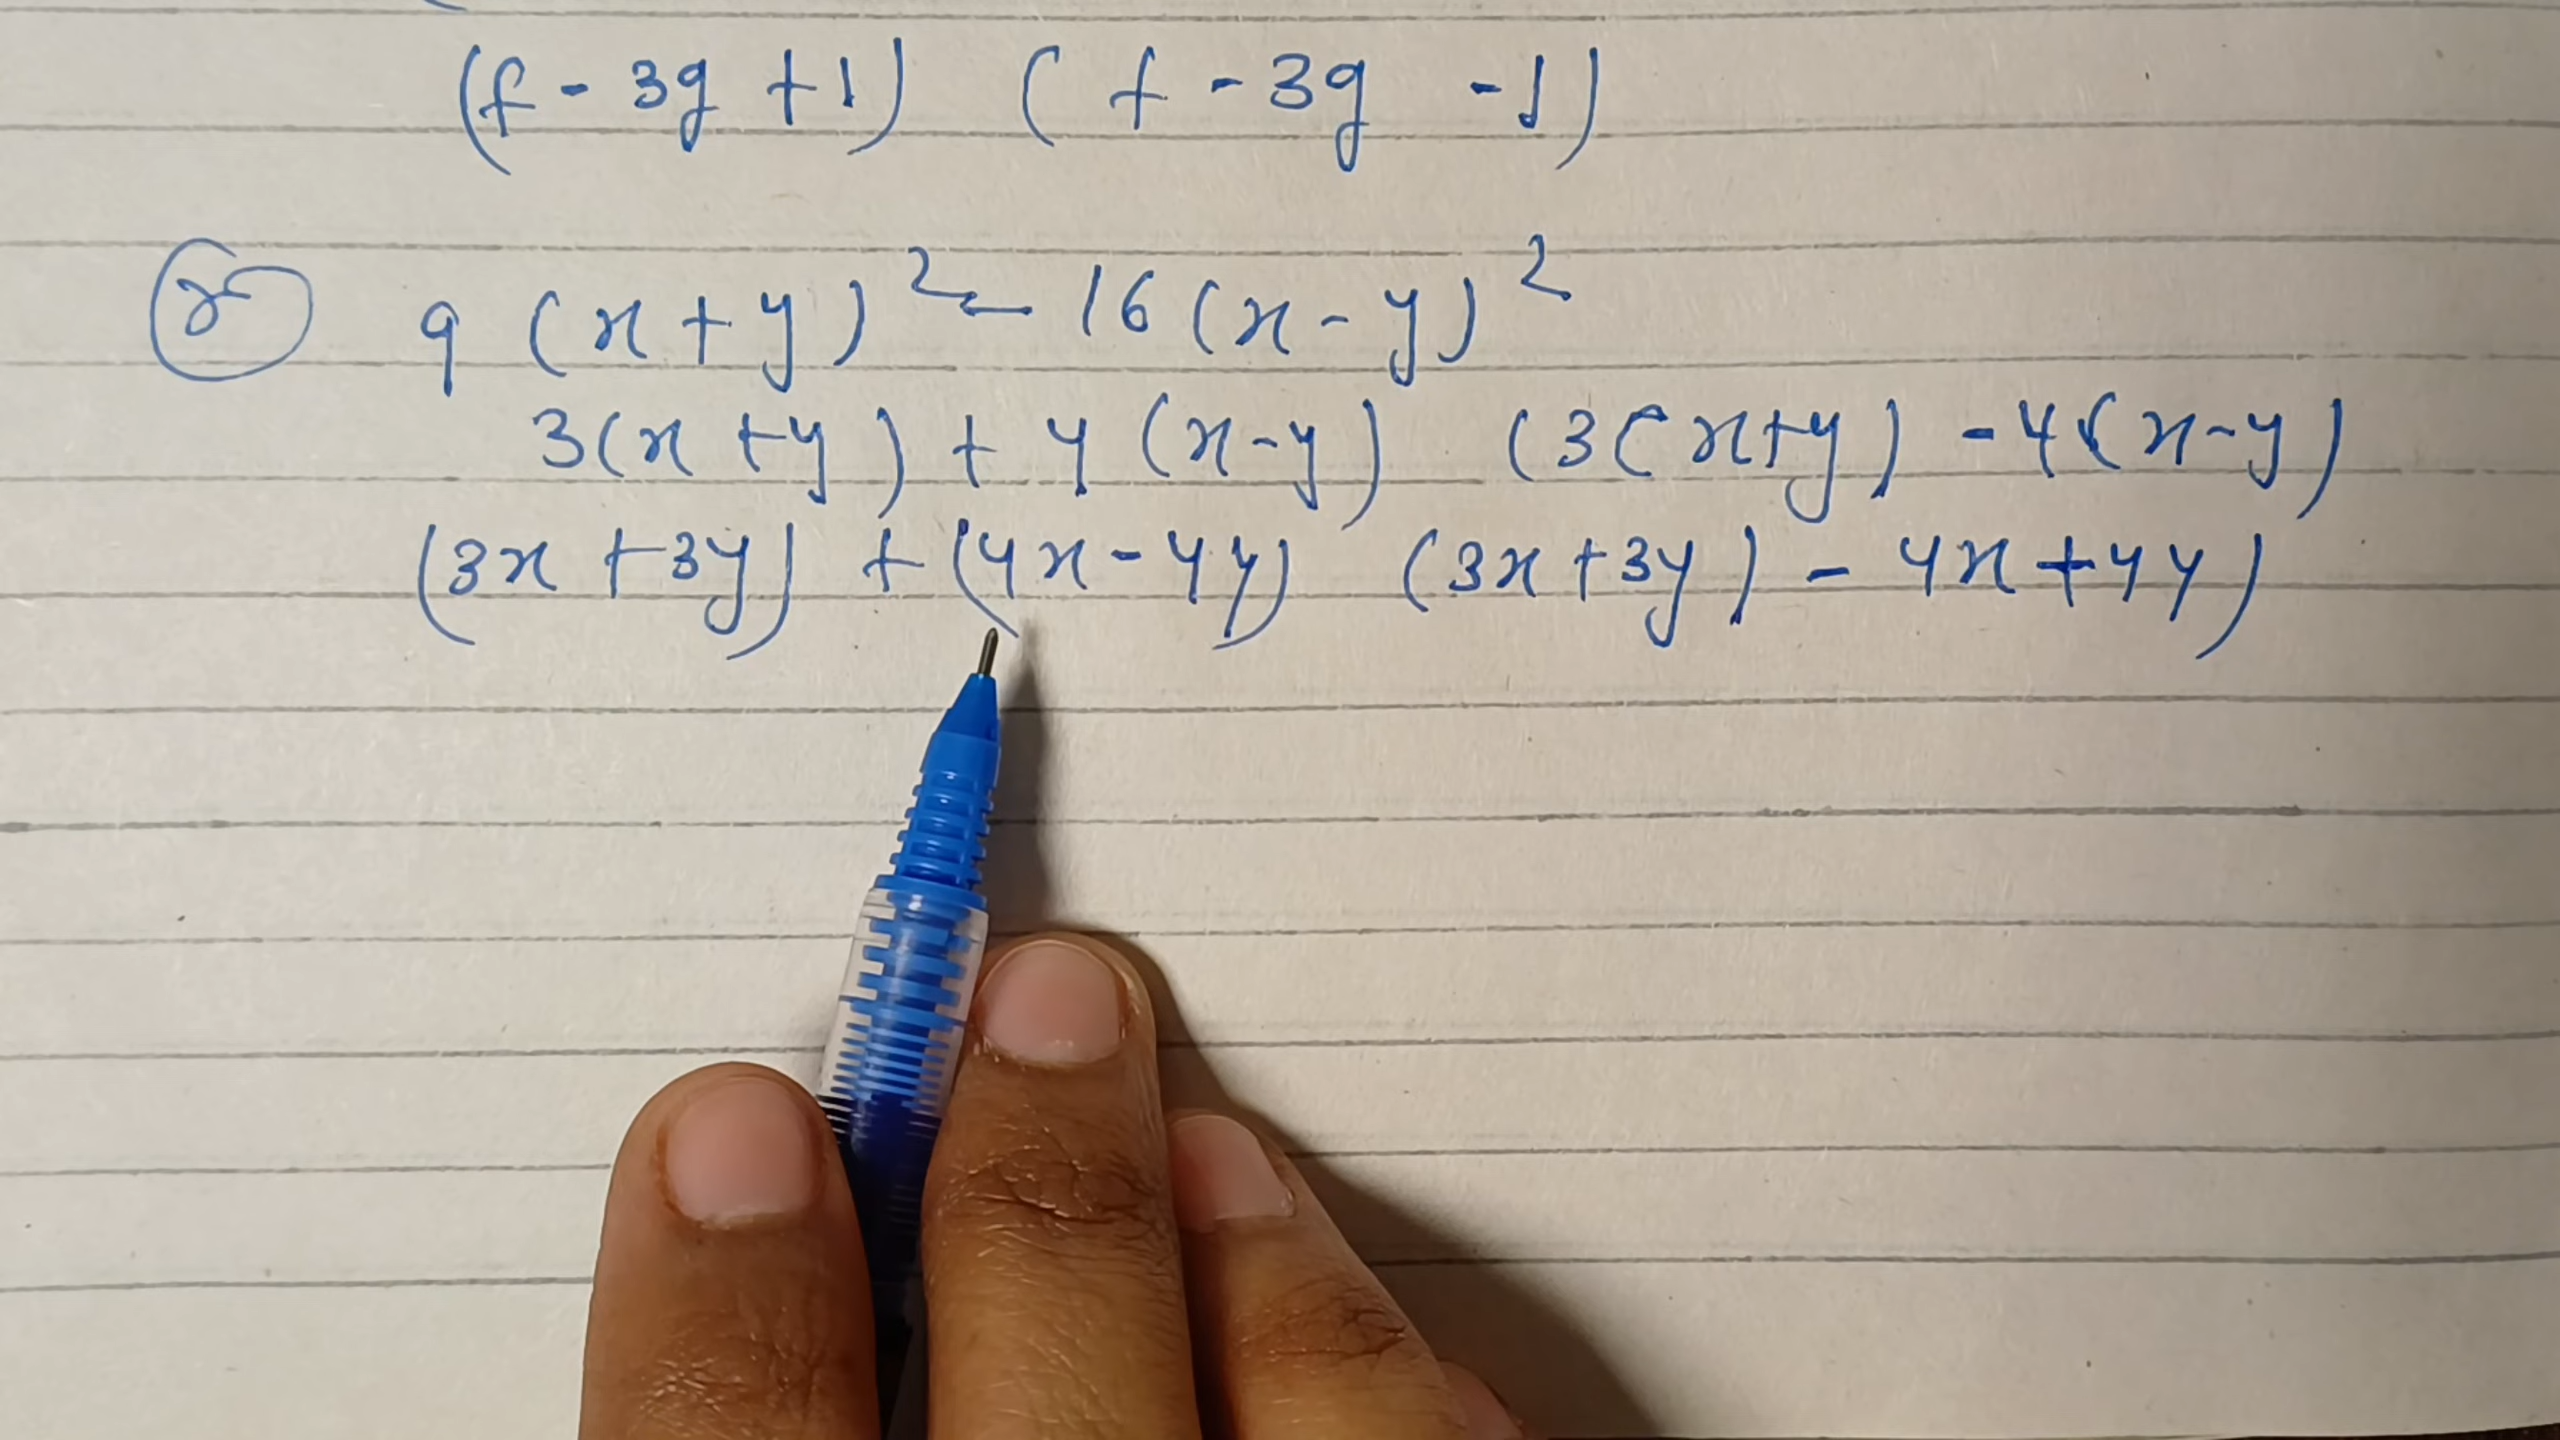 (f - 3g + 1) (f - 3g - 1)
r 9 (x + y)² - 16 (x - y)²
3(x + y) + 4 (x - y) (3(x + y) - 4(x - y)
(3x + 3y) + (4x - 4y) (3x + 3y) - 4x + 4y)